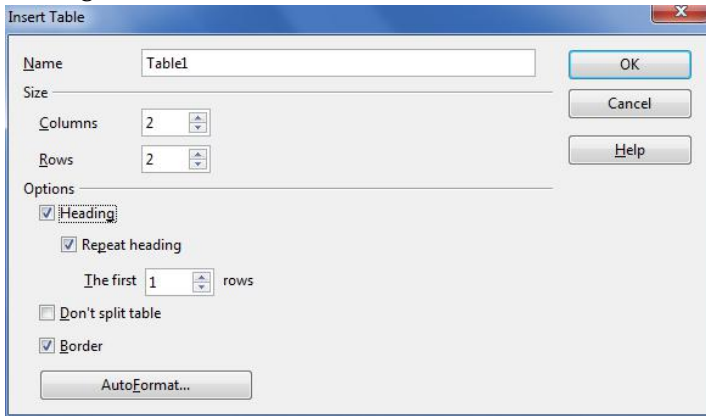 Insert Table
Name Table1 OK
Size Cancel
Columns 2
Rows 2 Help
Options
Heading
Repeat heading
The first 1 rows
Don't split table
Border
AutoFormat...